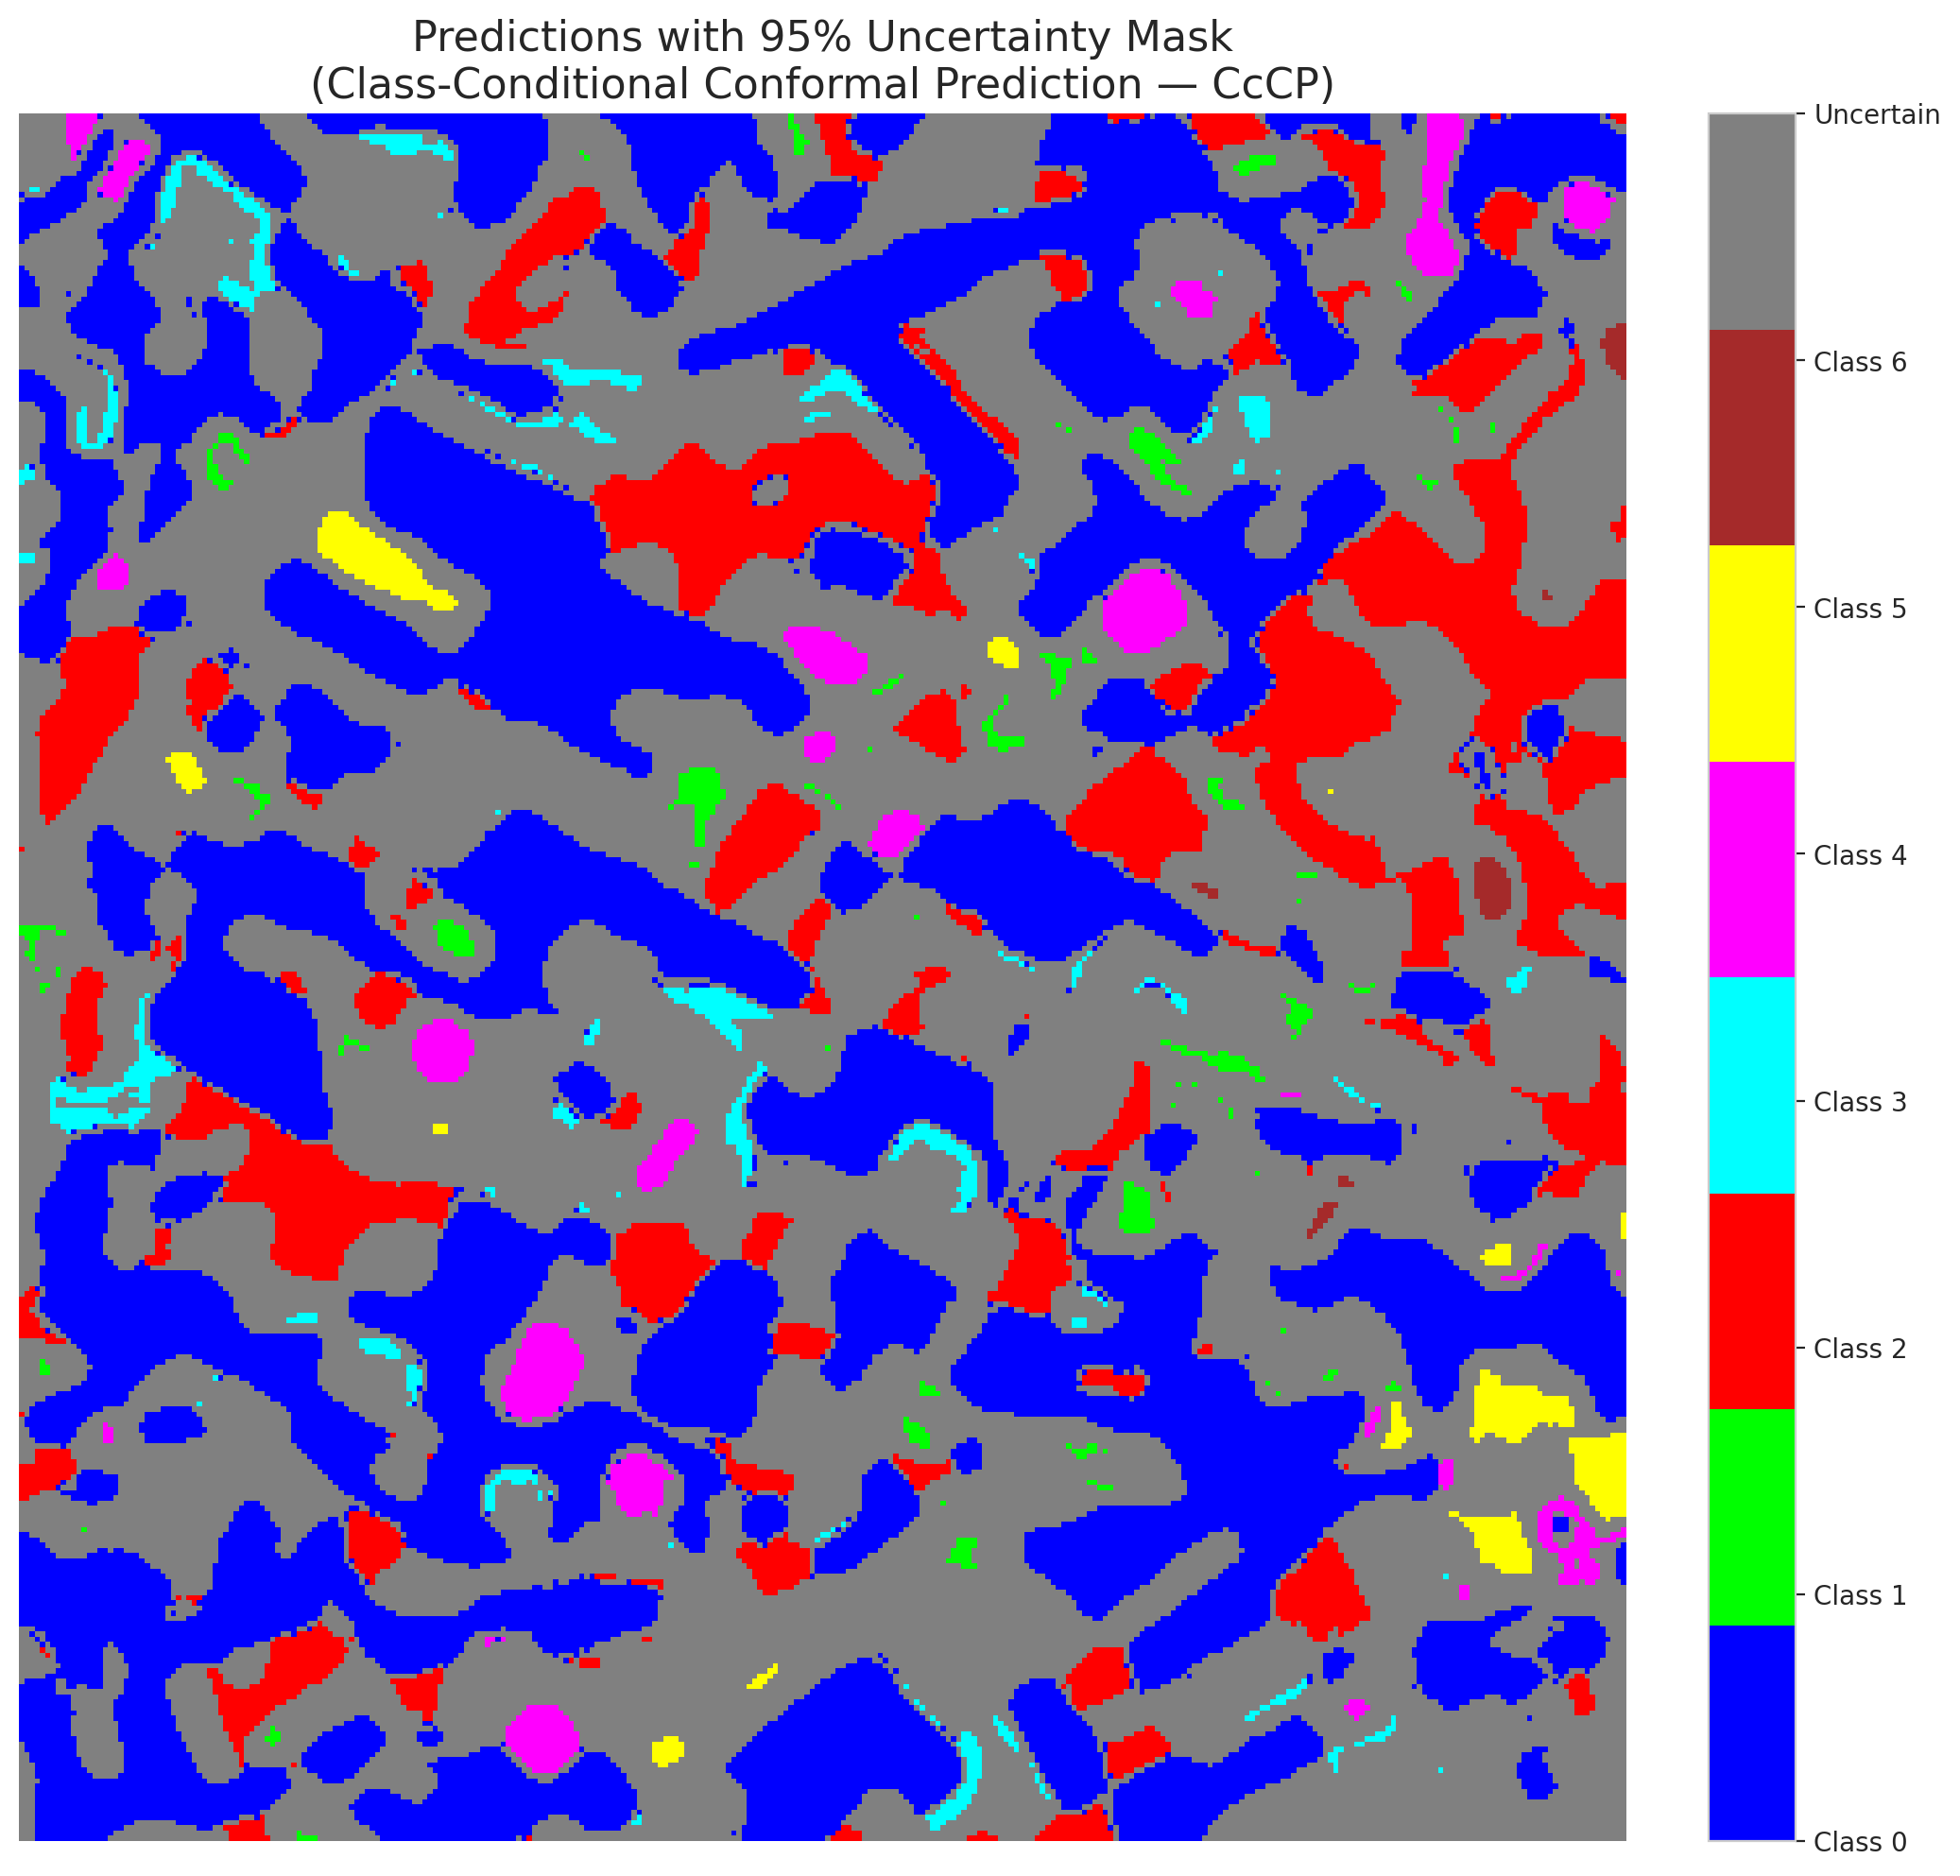 Predictions with 95% Uncertainty Mask
(Class-Conditional Conformal Prediction — CcCP)
Uncertain
Class 6
Class 5
Class 4
Class 3
Class 2
Class 1
Class 0